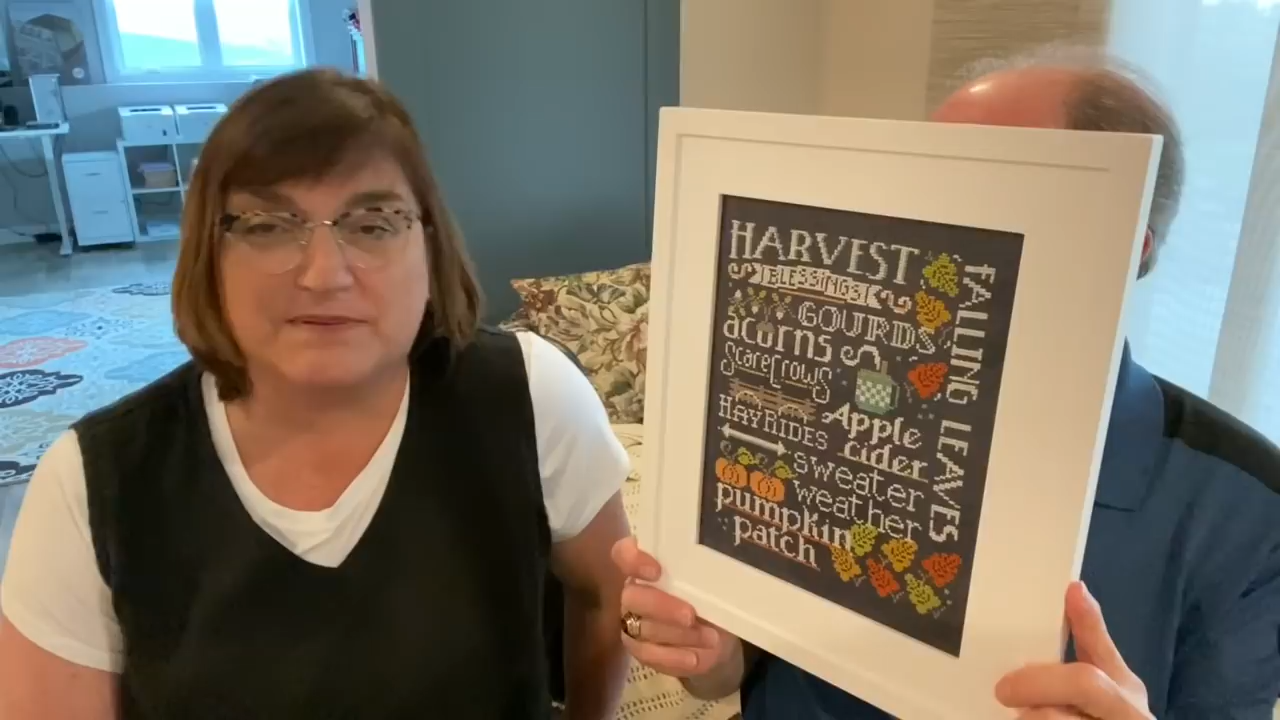 HARVEST
BLESSINGS
GOURDS
acorns
scarecrows
HAYRIDES
Apple
Cider
sweater
weather
pumpkin
patch
FALLING LEAVES